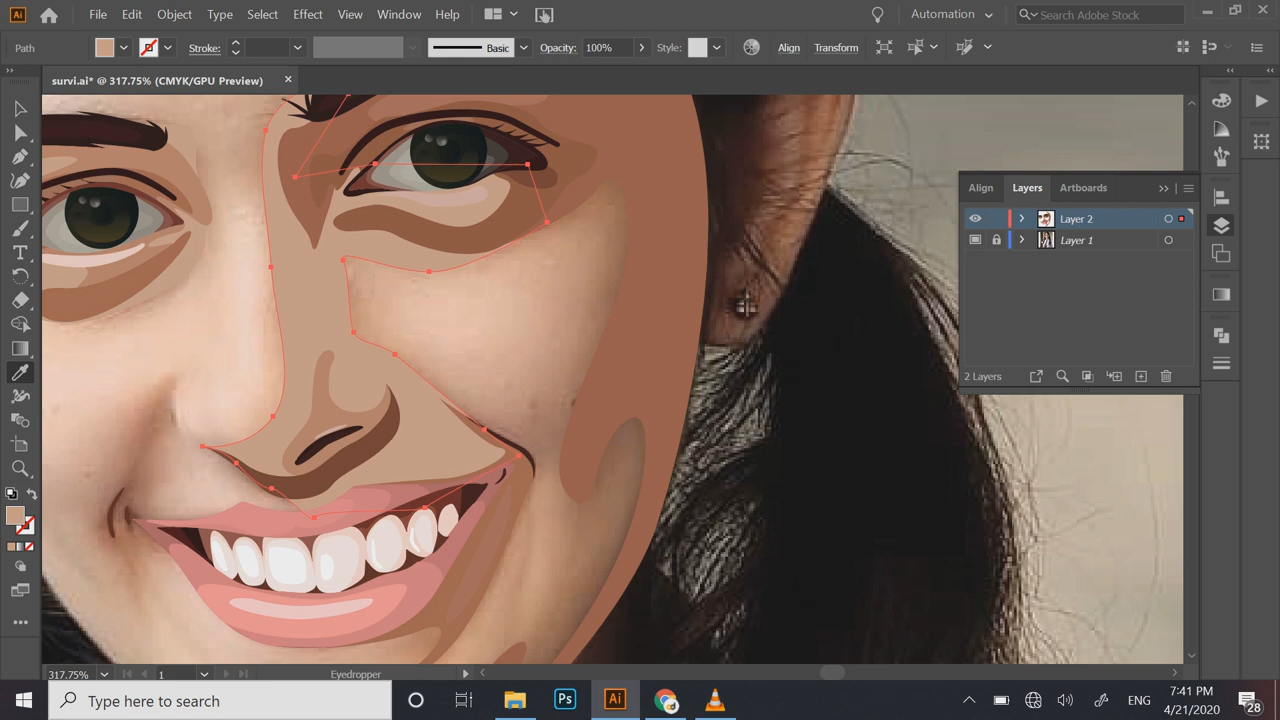 Ai File Edit Object Type Select Effect View Window Help Automation Search Adobe Stock
Path Stroke: Basic Opacity: 100% Style: Align Transform
survi.ai* @ 317.75% (CMYK/GPU Preview)
Align Layers Artboards
Layer 2
Layer 1
2 Layers
T
317.75% 1 Eyedropper
Type here to search Ps Ai ENG 7:41 PM
4/21/2020 28